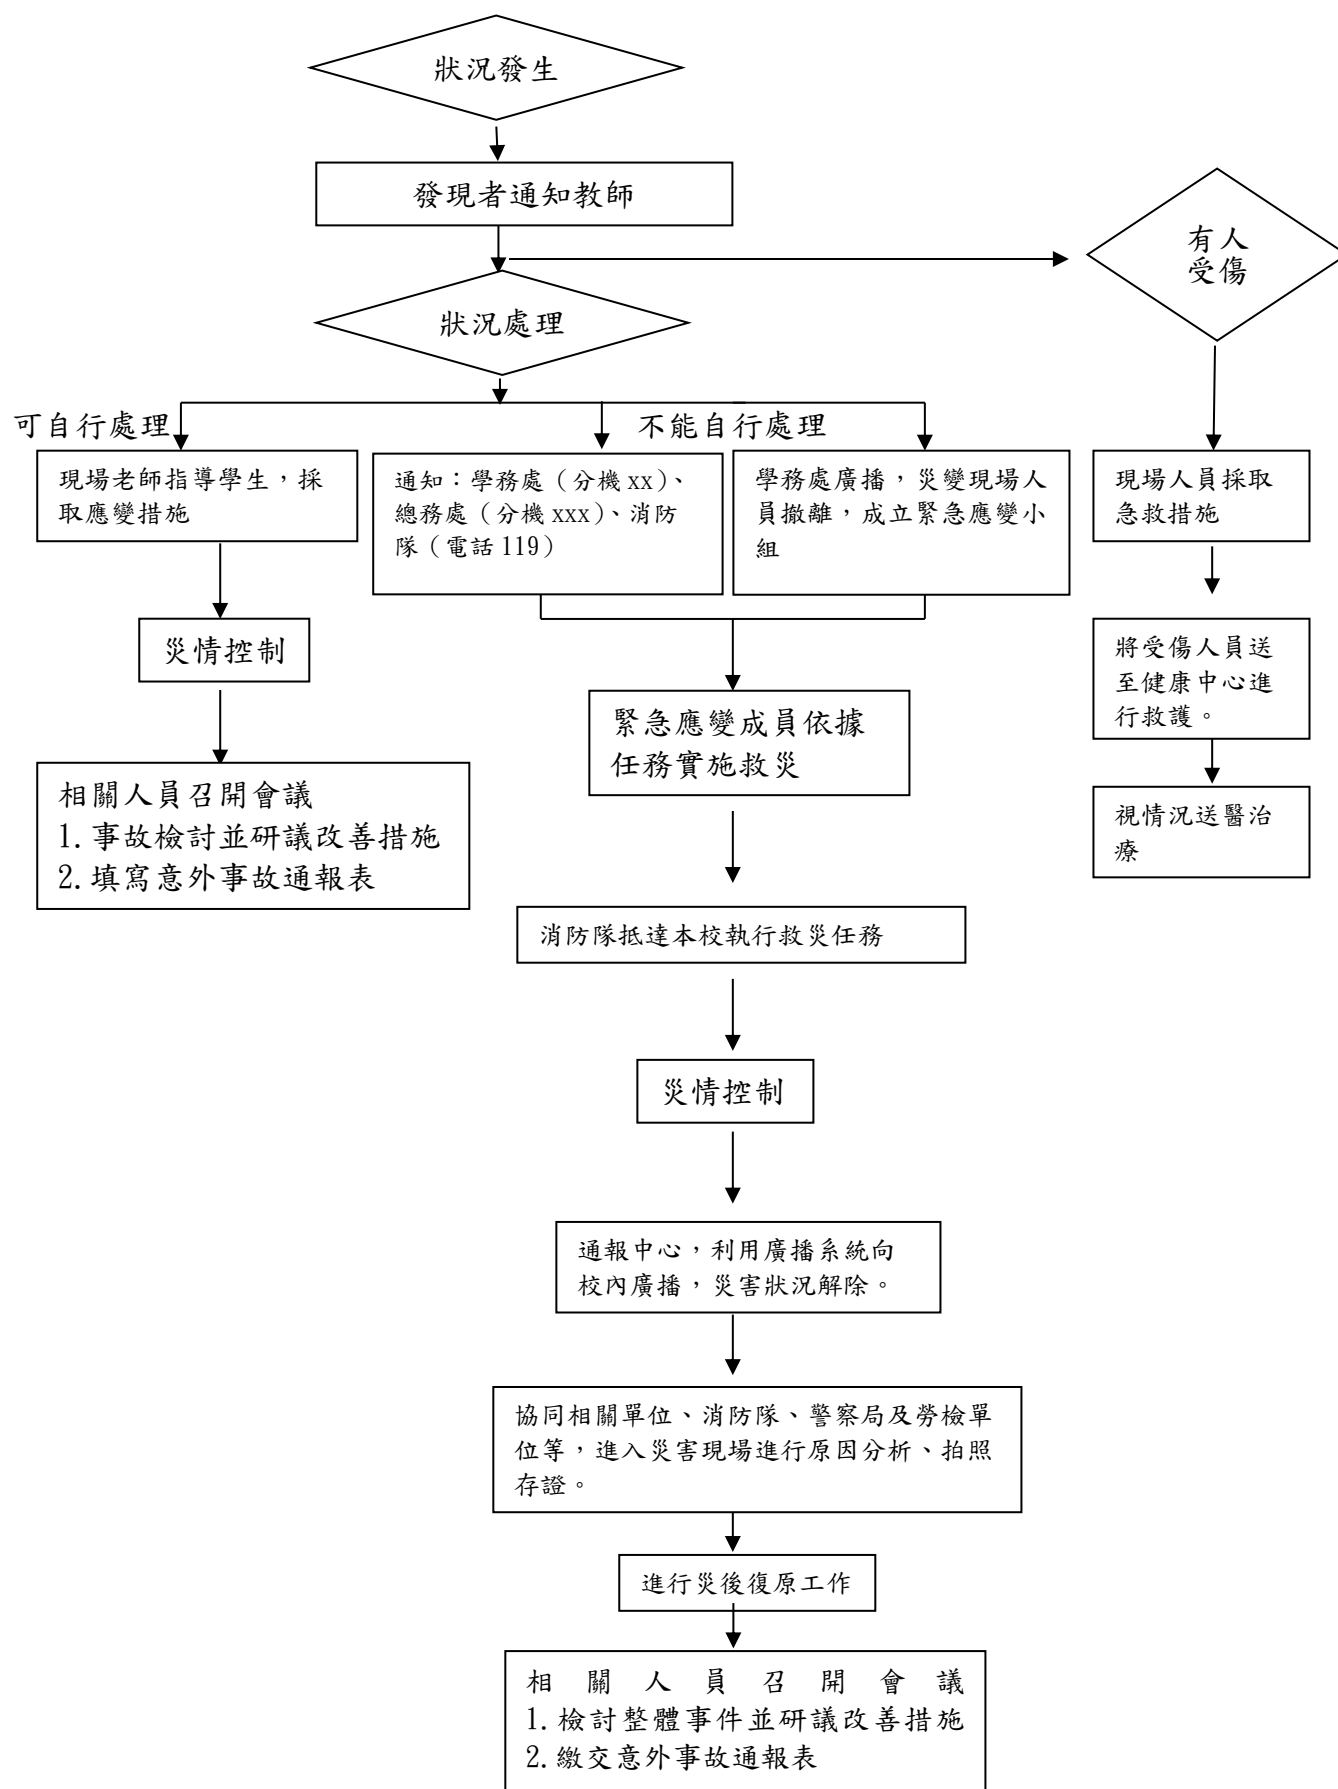 狀況發生
發現者通知教師
有人
受傷
狀況處理
可自行處理
不能自行處理
現場老師指導學生，採
取應變措施
通知：學務處（分機 xx）、
總務處（分機 xxx）、消防
隊（電話 119）
學務處廣播，災變現場人
員撤離，成立緊急應變小
組
現場人員採取
急救措施
災情控制
將受傷人員送
至健康中心進
行救護。
緊急應變成員依據
任務實施救災
相關人員召開會議
1.事故檢討並研議改善措施
2.填寫意外事故通報表
視情況送醫治
療
消防隊抵達本校執行救災任務
災情控制
通報中心，利用廣播系統向
校內廣播，災害狀況解除。
協同相關單位、消防隊、警察局及勞檢單
位等，進入災害現場進行原因分析、拍照
存證。
進行災後復原工作
相關人員召開會議
1.檢討整體事件並研議改善措施
2.繳交意外事故通報表